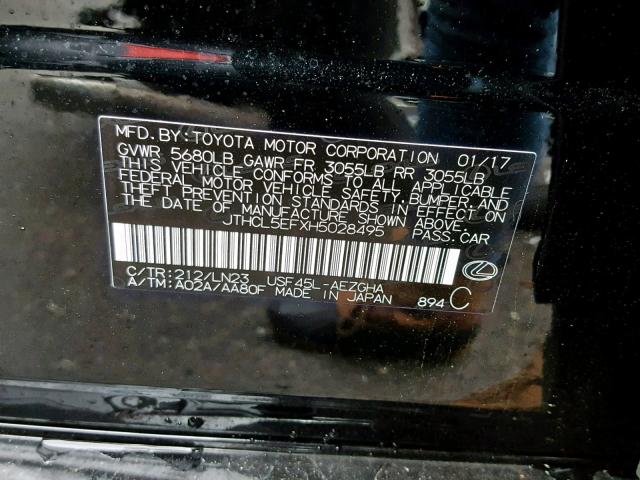 MFD.BY:TOYOTA MOTOR CORPORATION 01/17
GVWR 5680LB GAWR FR 3055LB RR 3055LB
THIS VEHICLE CONFORMS TO ALL APPLICABLE
FEDERAL MOTOR VEHICLE SAFETY,BUMPER,AND
THEFT PREVENTION STANDARDS IN EFFECT ON
THE DATE OF MANUFACTURE SHOWN ABOVE.
JTHCL5EFXH5028495 PASS.CAR
C/TR:212/LN23 USF45L-AEZGHA
A/TM:A02A/AA80F MADE IN JAPAN 894 C